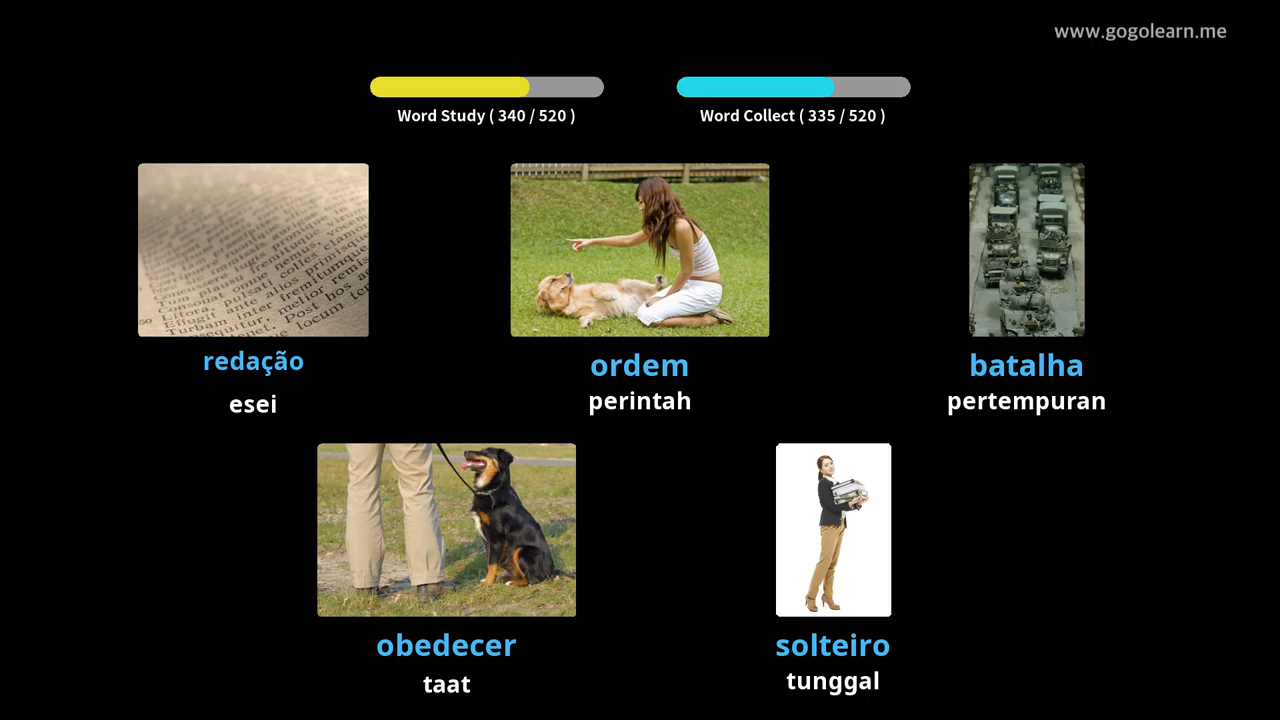 www.gogolearn.me
Word Study ( 340 / 520 )
Word Collect ( 335 / 520 )
redação
esei
ordem
perintah
batalha
pertempuran
obedecer
taat
solteiro
tunggal